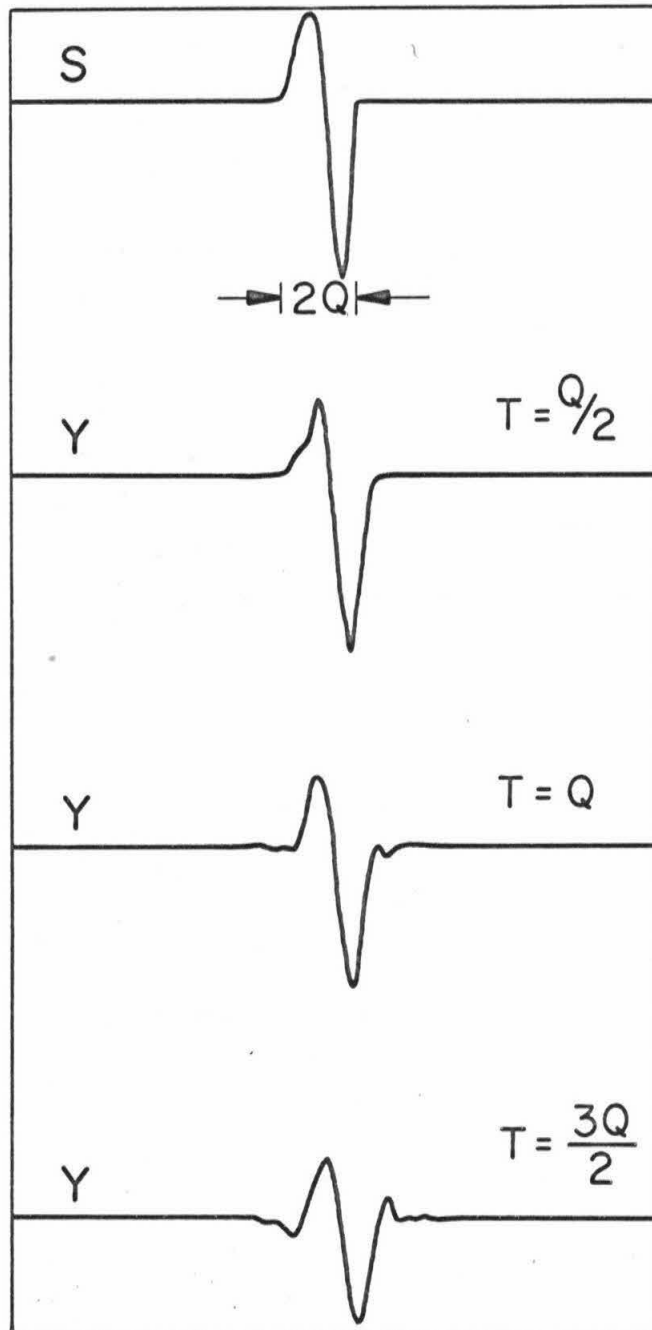 S
2Q
Y T = Q/2
Y T = Q
Y T = 3Q/2